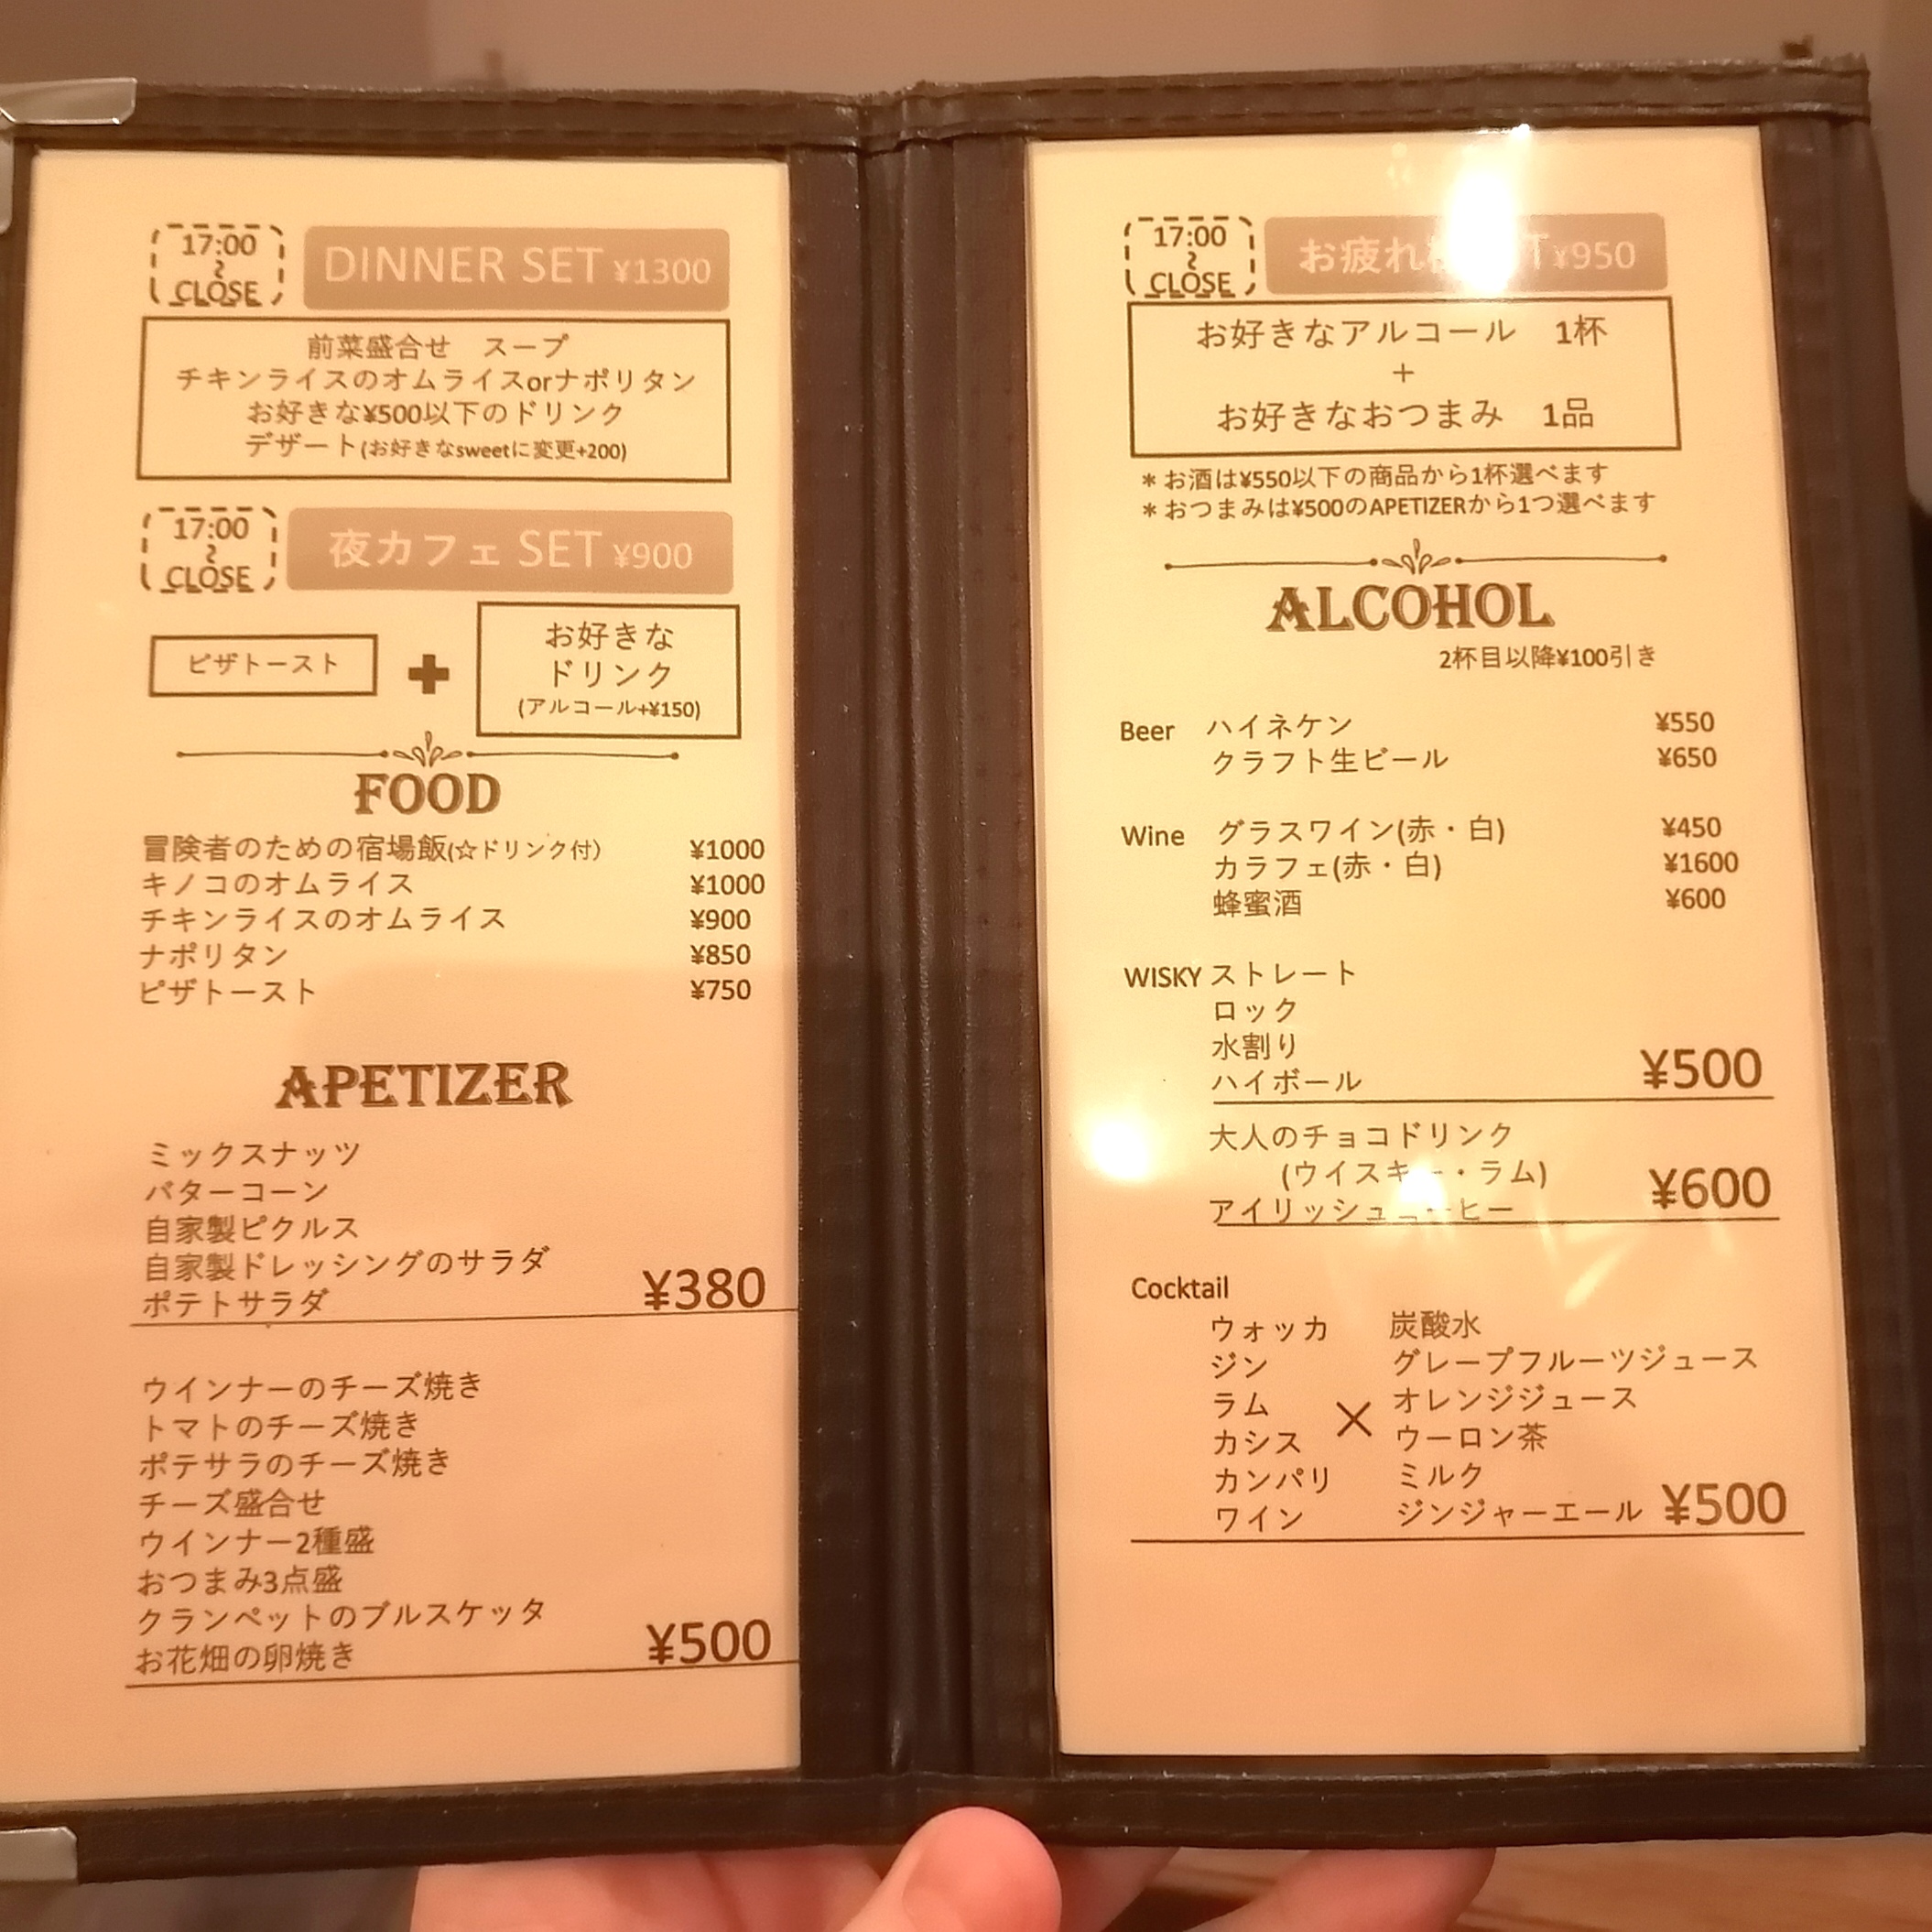 17:00
~
CLOSE
DINNER SET ¥1300
前菜盛合せ　スープ
チキンライスのオムライスorナポリタン
お好きな¥500以下のドリンク
デザート(お好きなsweetに変更+200)
17:00
~
CLOSE
夜カフェ SET ¥900
ピザトースト
+
お好きな
ドリンク
(アルコール+¥150)
FOOD
冒険者のための宿場飯(☆ドリンク付) ¥1000
キノコのオムライス ¥1000
チキンライスのオムライス ¥900
ナポリタン ¥850
ピザトースト ¥750
APETIZER
ミックスナッツ
バターコーン
自家製ピクルス
自家製ドレッシングのサラダ
ポテトサラダ ¥380
ウインナーのチーズ焼き
トマトのチーズ焼き
ポテサラのチーズ焼き
チーズ盛合せ
ウインナー2種盛
おつまみ3点盛
クランペットのブルスケッタ
お花畑の卵焼き ¥500
17:00
~
CLOSE
お疲れ ¥950
お好きなアルコール　1杯
+
お好きなおつまみ　1品
*お酒は¥550以下の商品から1杯選べます
*おつまみは¥500のAPETIZERから1つ選べます
ALCOHOL
2杯目以降¥100引き
Beer ハイネケン ¥550
クラフト生ビール ¥650
Wine グラスワイン(赤・白) ¥450
カラフェ(赤・白) ¥1600
蜂蜜酒 ¥600
WISKY ストレート
ロック
水割り
ハイボール ¥500
大人のチョコドリンク
(ウイスキー・ラム)
アイリッシュコーヒー ¥600
Cocktail
ウォッカ 炭酸水
ジン グレープフルーツジュース
ラム × オレンジジュース
カシス ウーロン茶
カンパリ ミルク
ワイン ジンジャーエール ¥500